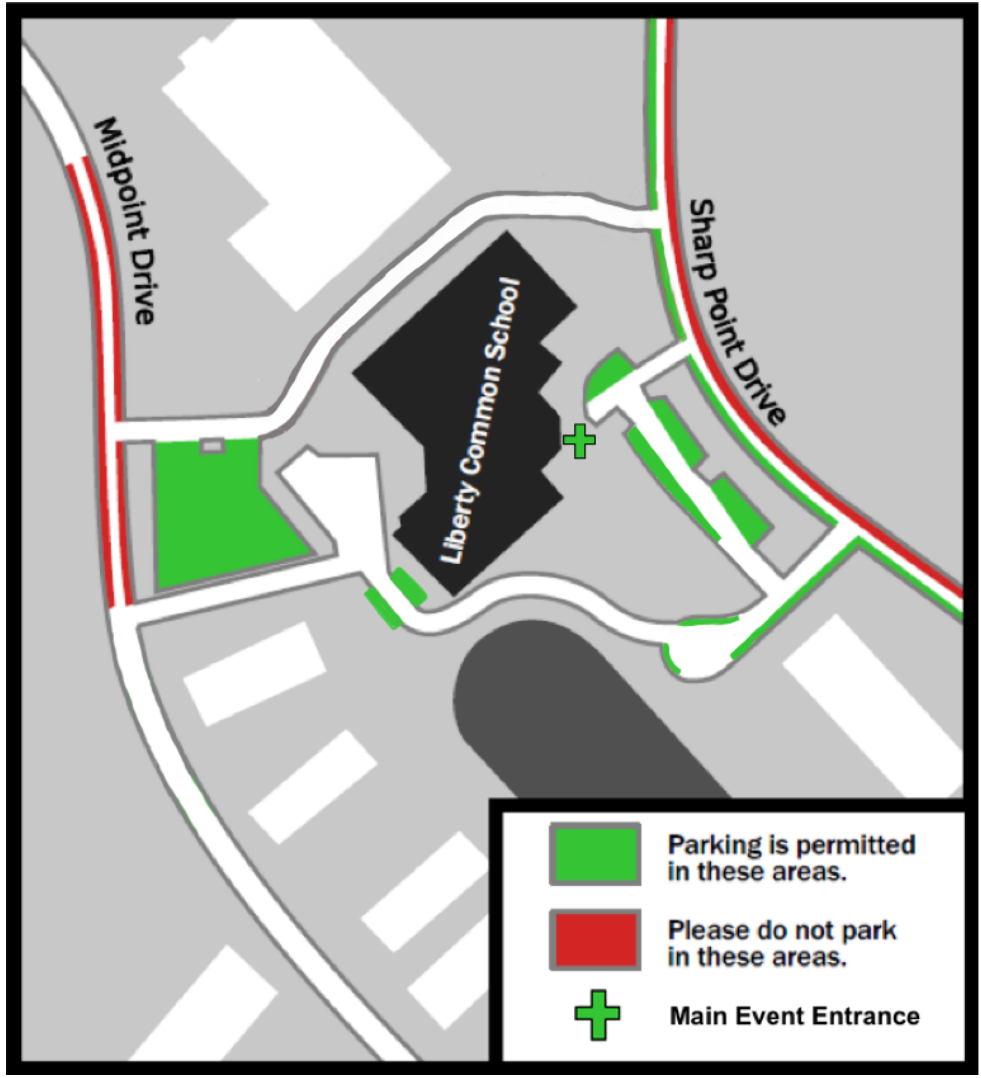 Midpoint Drive
Sharp Point Drive
Liberty Common School
Parking is permitted
in these areas.
Please do not park
in these areas.
Main Event Entrance